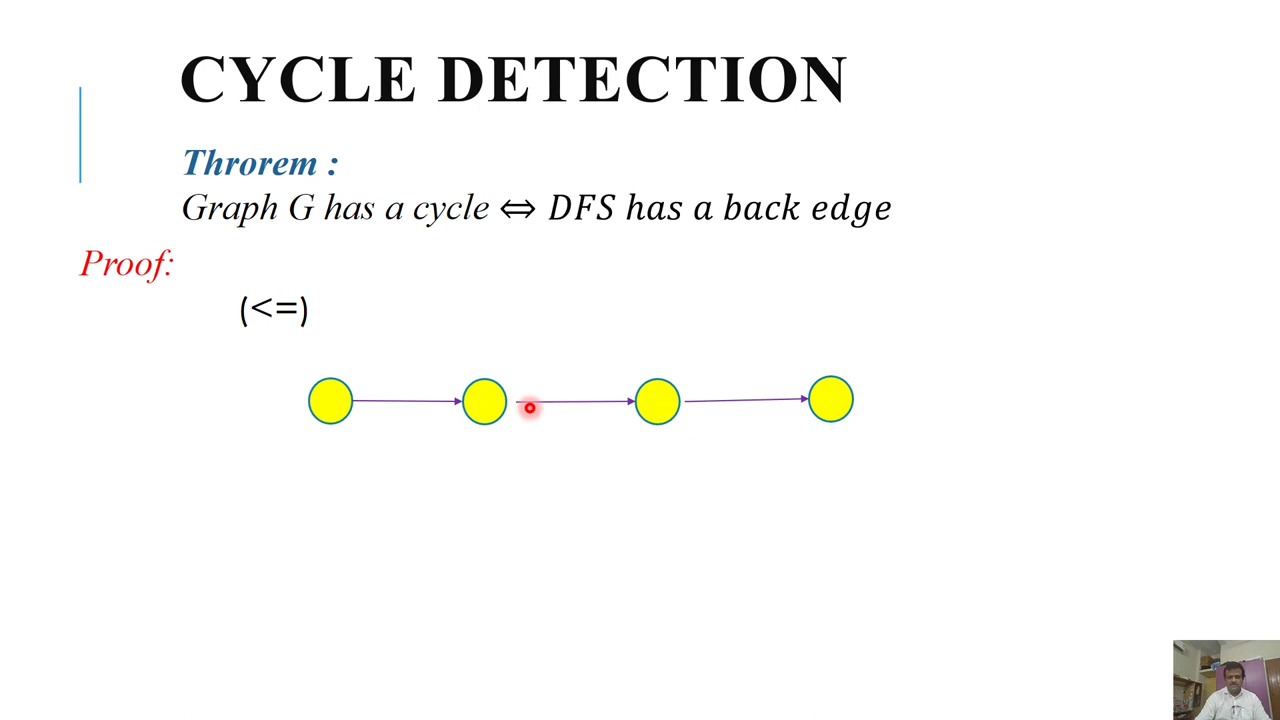 CYCLE DETECTION
Throrem :
Graph G has a cycle ⇔ DFS has a back edge
Proof:
(<=)